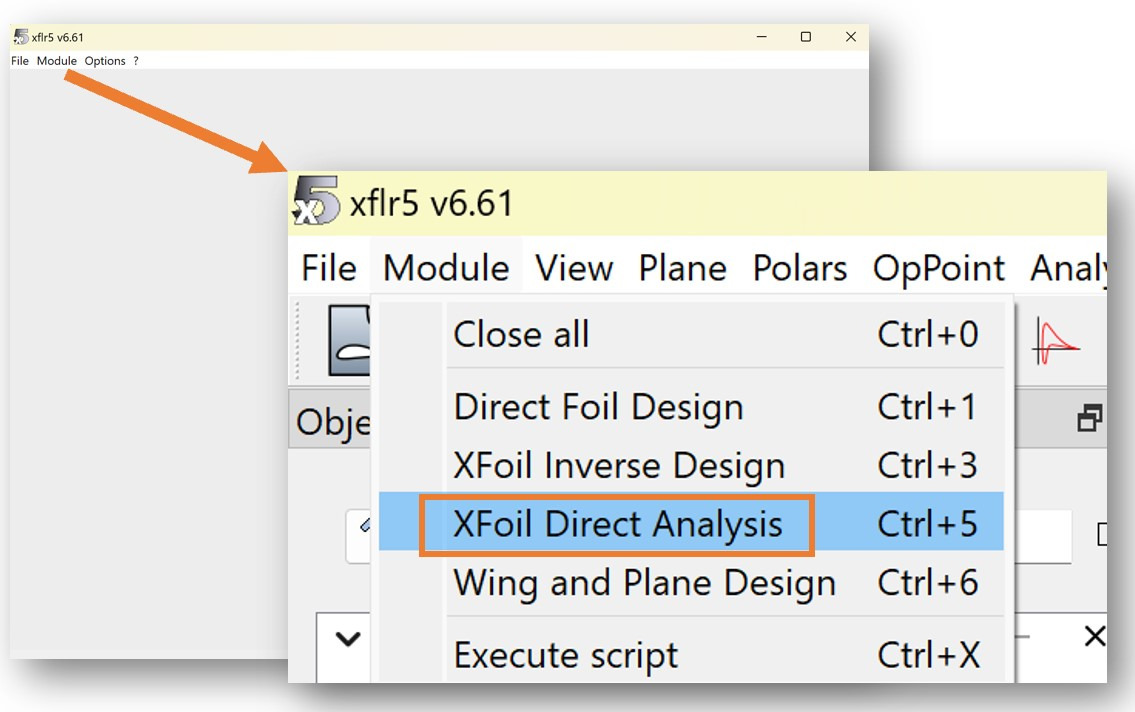 xflr5 v6.61
File Module Options ?
xflr5 v6.61
File Module View Plane Polars OpPoint Analy
Close all Ctrl+0
Direct Foil Design Ctrl+1
Obje
XFoil Inverse Design Ctrl+3
XFoil Direct Analysis Ctrl+5
Wing and Plane Design Ctrl+6
Execute script Ctrl+X